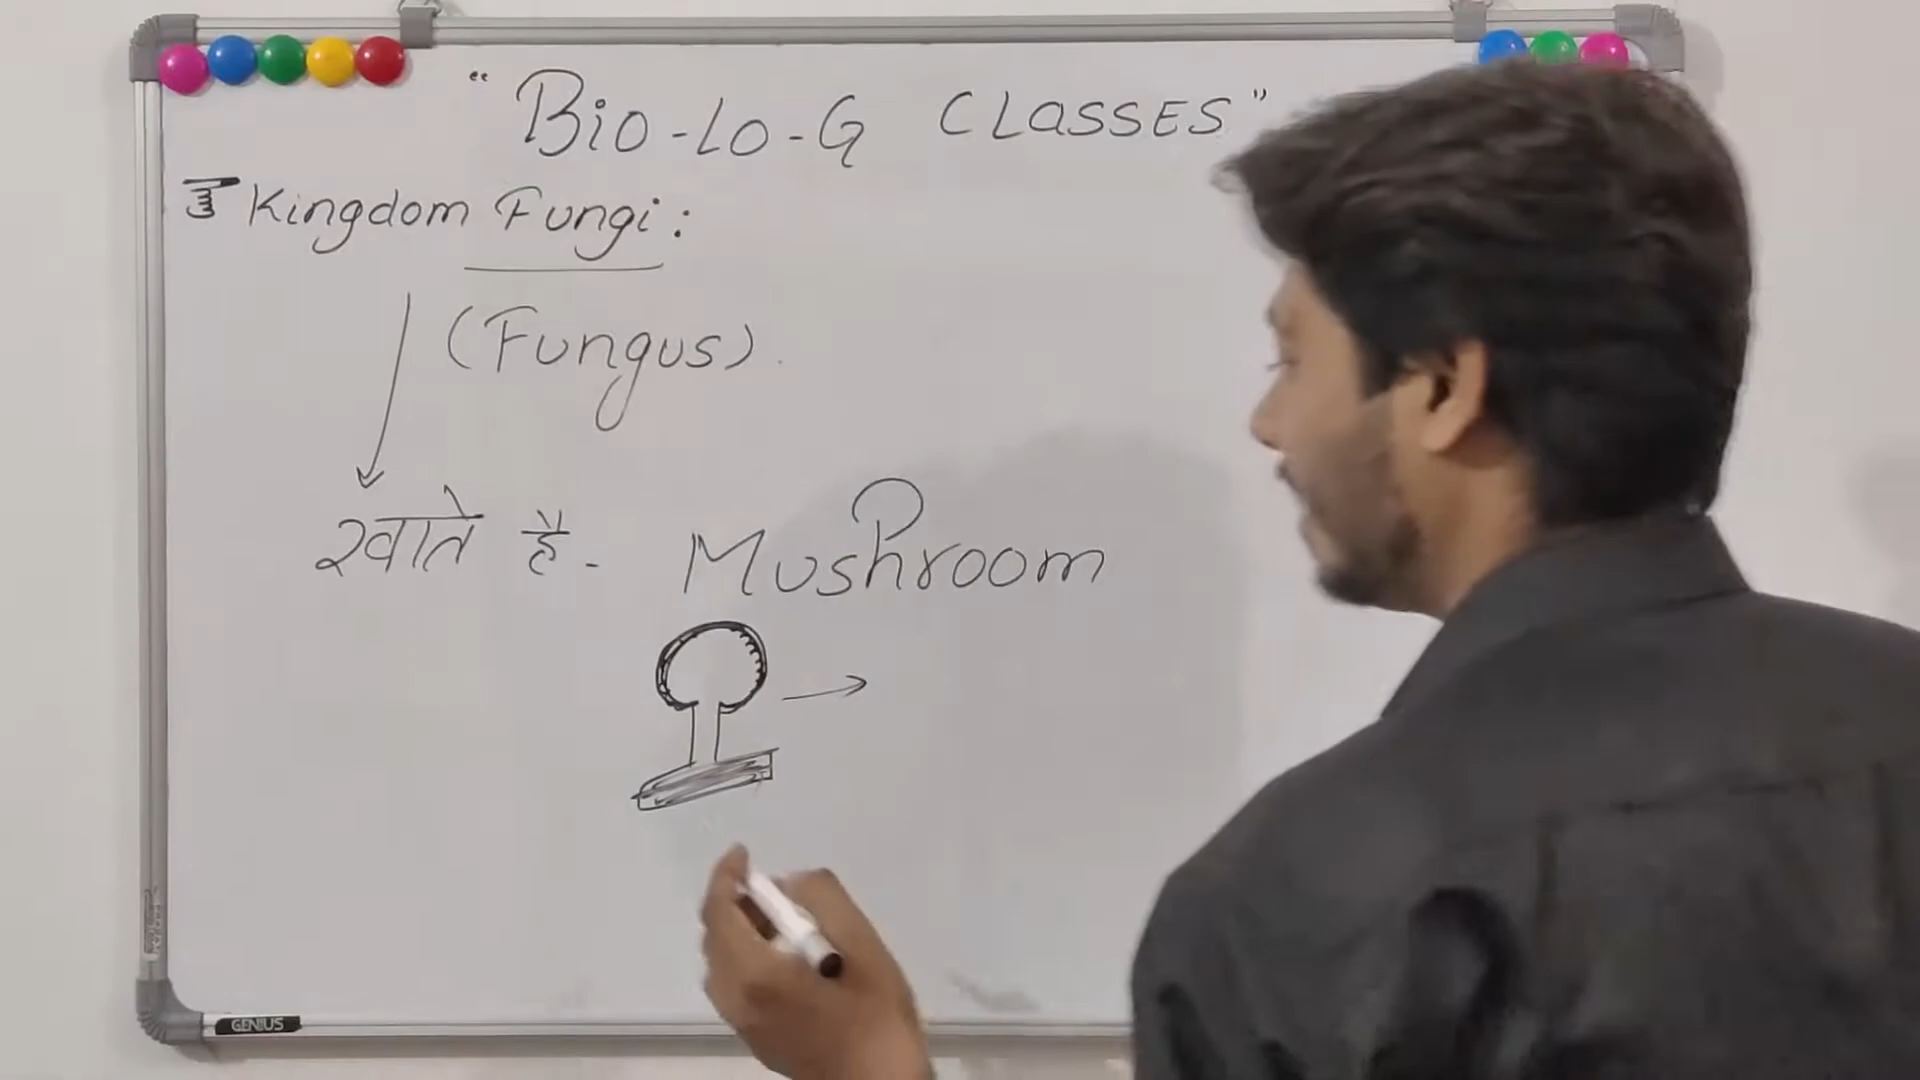 "Bio-Lo-G CLASSES"
Kingdom Fungi:
(Fungus).
खाते है- Mushroom
GENIUS